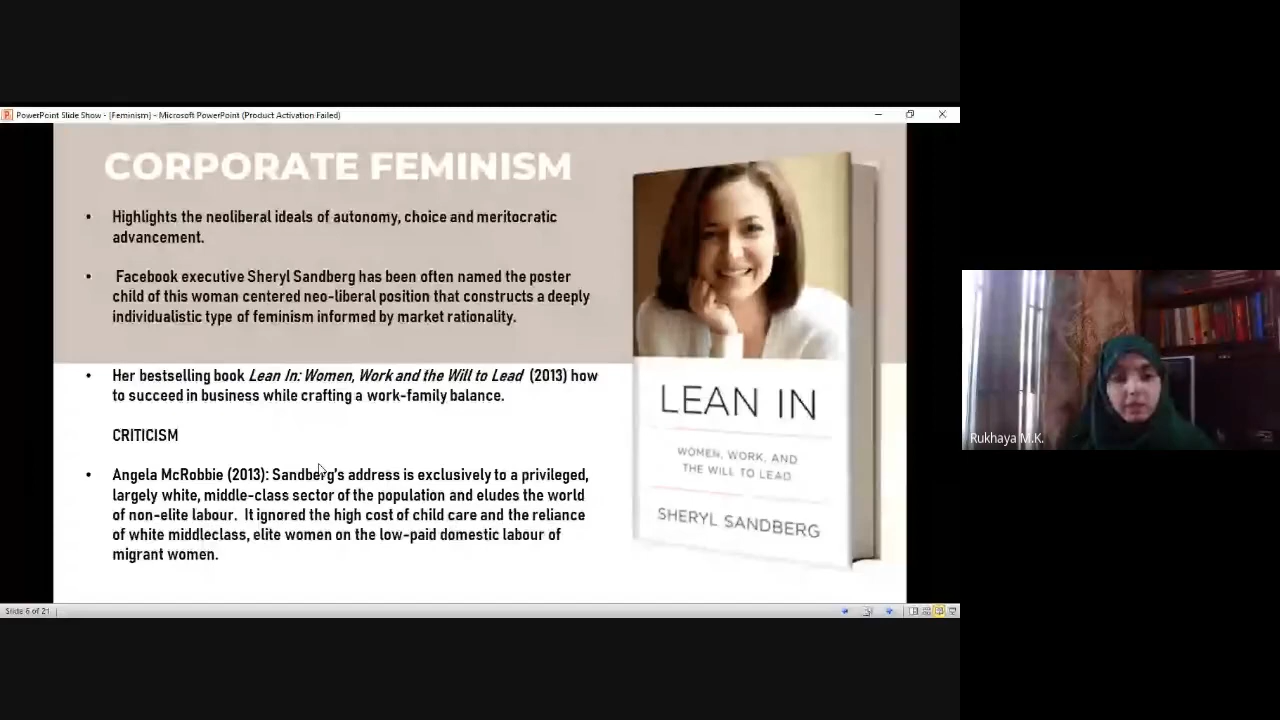 PowerPoint Slide Show - [Feminism] - Microsoft PowerPoint (Product Activation Failed)
CORPORATE FEMINISM
• Highlights the neoliberal ideals of autonomy, choice and meritocratic
advancement.
• Facebook executive Sheryl Sandberg has been often named the poster
child of this woman centered neo-liberal position that constructs a deeply
individualistic type of feminism informed by market rationality.
• Her bestselling book Lean In: Women, Work and the Will to Lead (2013) how
to succeed in business while crafting a work-family balance.
CRITICISM
• Angela McRobbie (2013): Sandberg's address is exclusively to a privileged,
largely white, middle-class sector of the population and eludes the world
of non-elite labour. It ignored the high cost of child care and the reliance
of white middleclass, elite women on the low-paid domestic labour of
migrant women.
LEAN IN
WOMEN, WORK, AND
THE WILL TO LEAD
SHERYL SANDBERG
Slide 6 of 21
Rukhaya M.K.